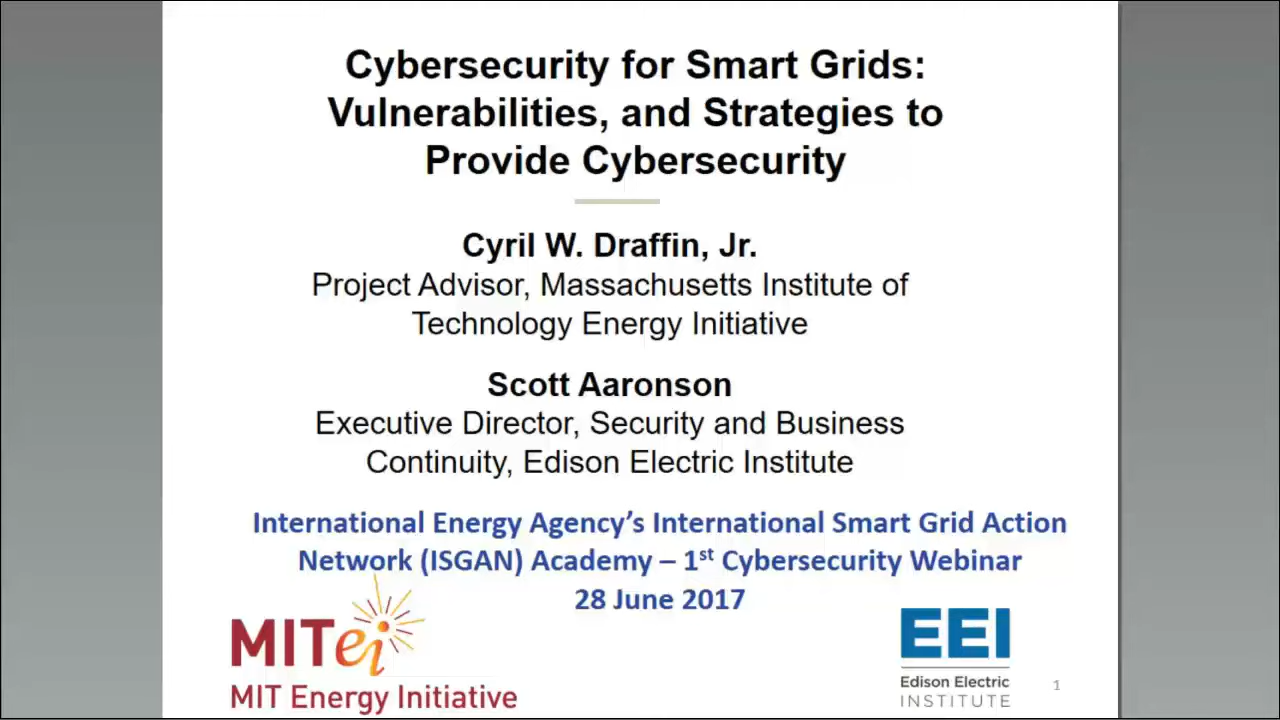 Cybersecurity for Smart Grids:
Vulnerabilities, and Strategies to
Provide Cybersecurity
Cyril W. Draffin, Jr.
Project Advisor, Massachusetts Institute of
Technology Energy Initiative
Scott Aaronson
Executive Director, Security and Business
Continuity, Edison Electric Institute
International Energy Agency’s International Smart Grid Action
Network (ISGAN) Academy – 1st Cybersecurity Webinar
28 June 2017
MITei
MIT Energy Initiative
EEI
Edison Electric
INSTITUTE
1